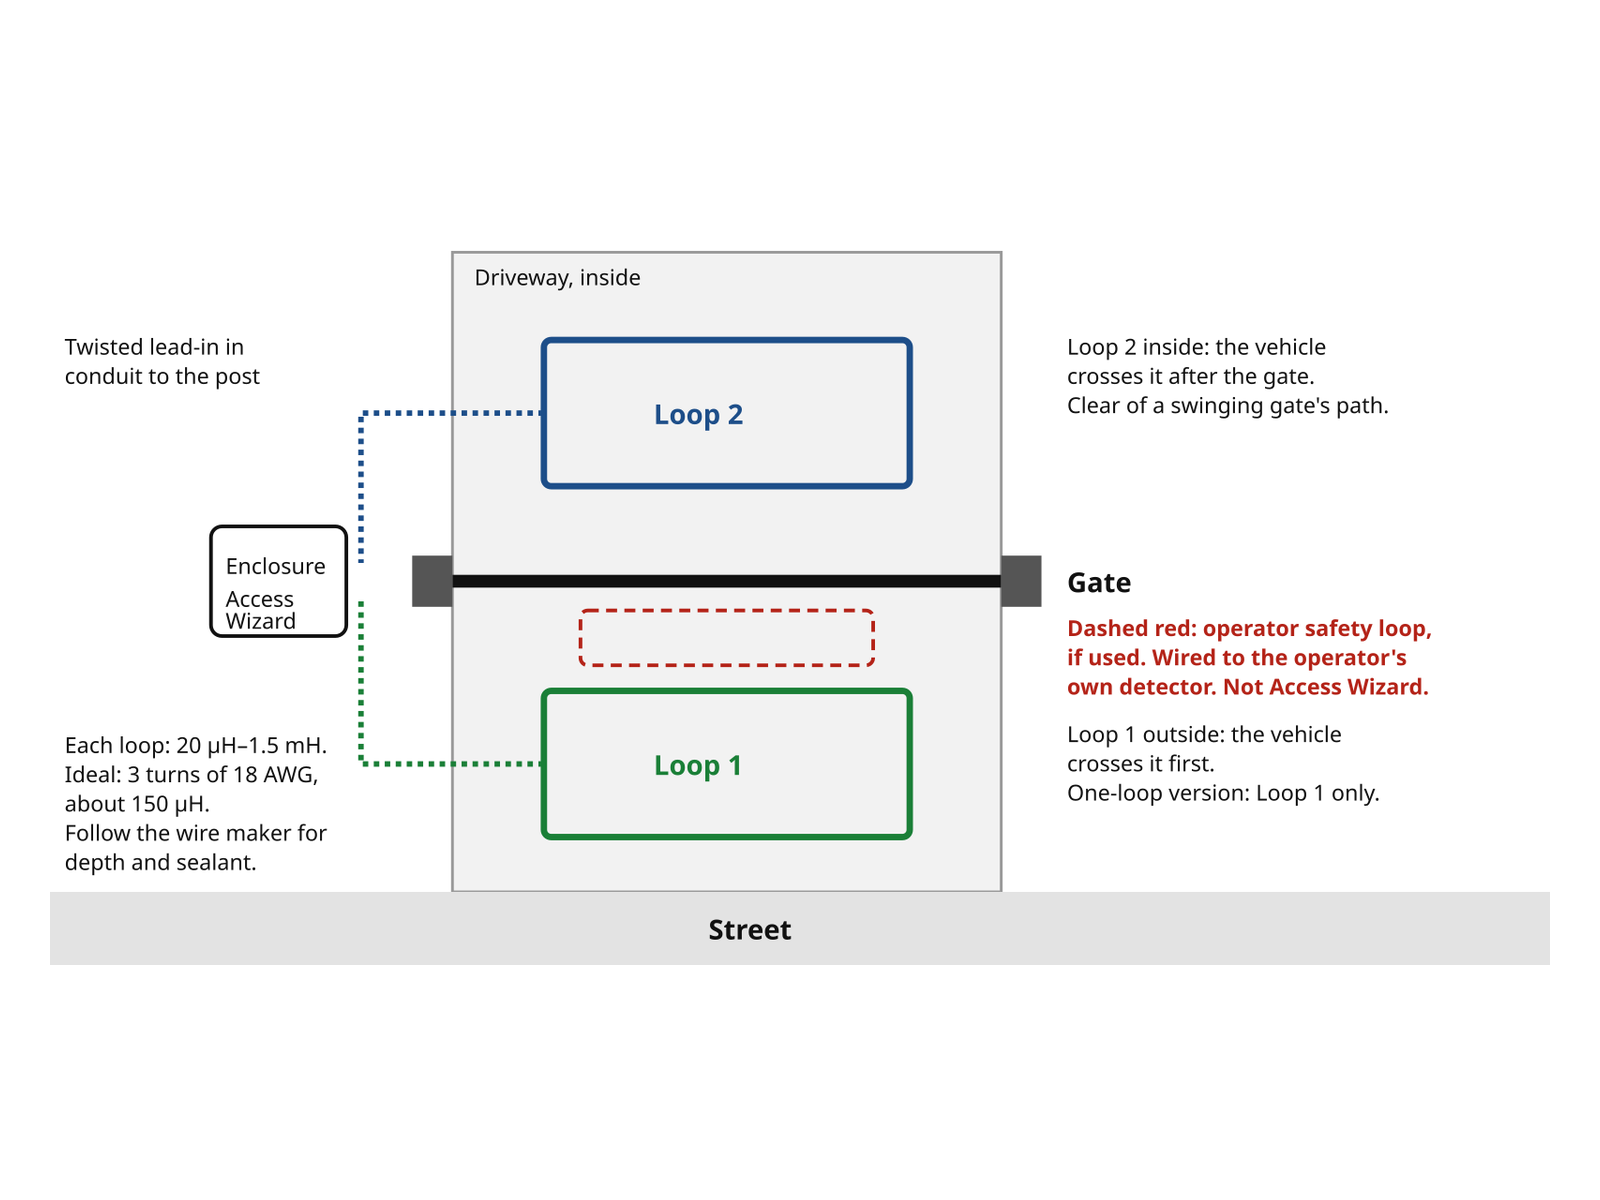 Driveway, inside
Twisted lead-in in
conduit to the post
Loop 2
Loop 2 inside: the vehicle
crosses it after the gate.
Clear of a swinging gate's path.
Enclosure
Access
Wizard
Gate
Dashed red: operator safety loop,
if used. Wired to the operator's
own detector. Not Access Wizard.
Each loop: 20 µH–1.5 mH.
Ideal: 3 turns of 18 AWG,
about 150 µH.
Follow the wire maker for
depth and sealant.
Loop 1
Loop 1 outside: the vehicle
crosses it first.
One-loop version: Loop 1 only.
Street